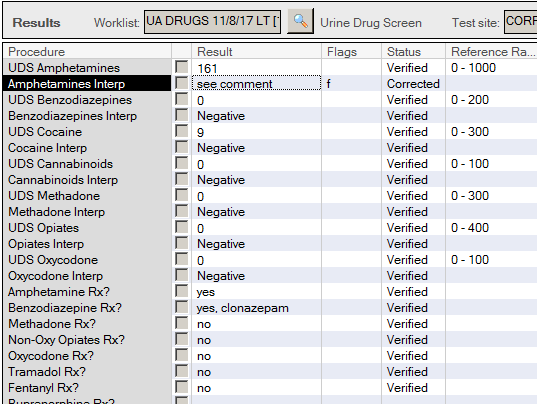 Results Worklist: UA DRUGS 11/8/17 LT [ Urine Drug Screen Test site: CORF
Procedure Result Flags Status Reference Ra...
UDS Amphetamines 161 Verified 0 - 1000
Amphetamines Interp see comment f Corrected
UDS Benzodiazepines 0 Verified 0 - 200
Benzodiazepines Interp Negative Verified
UDS Cocaine 9 Verified 0 - 300
Cocaine Interp Negative Verified
UDS Cannabinoids 0 Verified 0 - 100
Cannabinoids Interp Negative Verified
UDS Methadone 0 Verified 0 - 300
Methadone Interp Negative Verified
UDS Opiates 0 Verified 0 - 400
Opiates Interp Negative Verified
UDS Oxycodone 0 Verified 0 - 100
Oxycodone Interp Negative Verified
Amphetamine Rx? yes Verified
Benzodiazepine Rx? yes, clonazepam Verified
Methadone Rx? no Verified
Non-Oxy Opiates Rx? no Verified
Oxycodone Rx? no Verified
Tramadol Rx? no Verified
Fentanyl Rx? no Verified
Buprenorphine Rx?